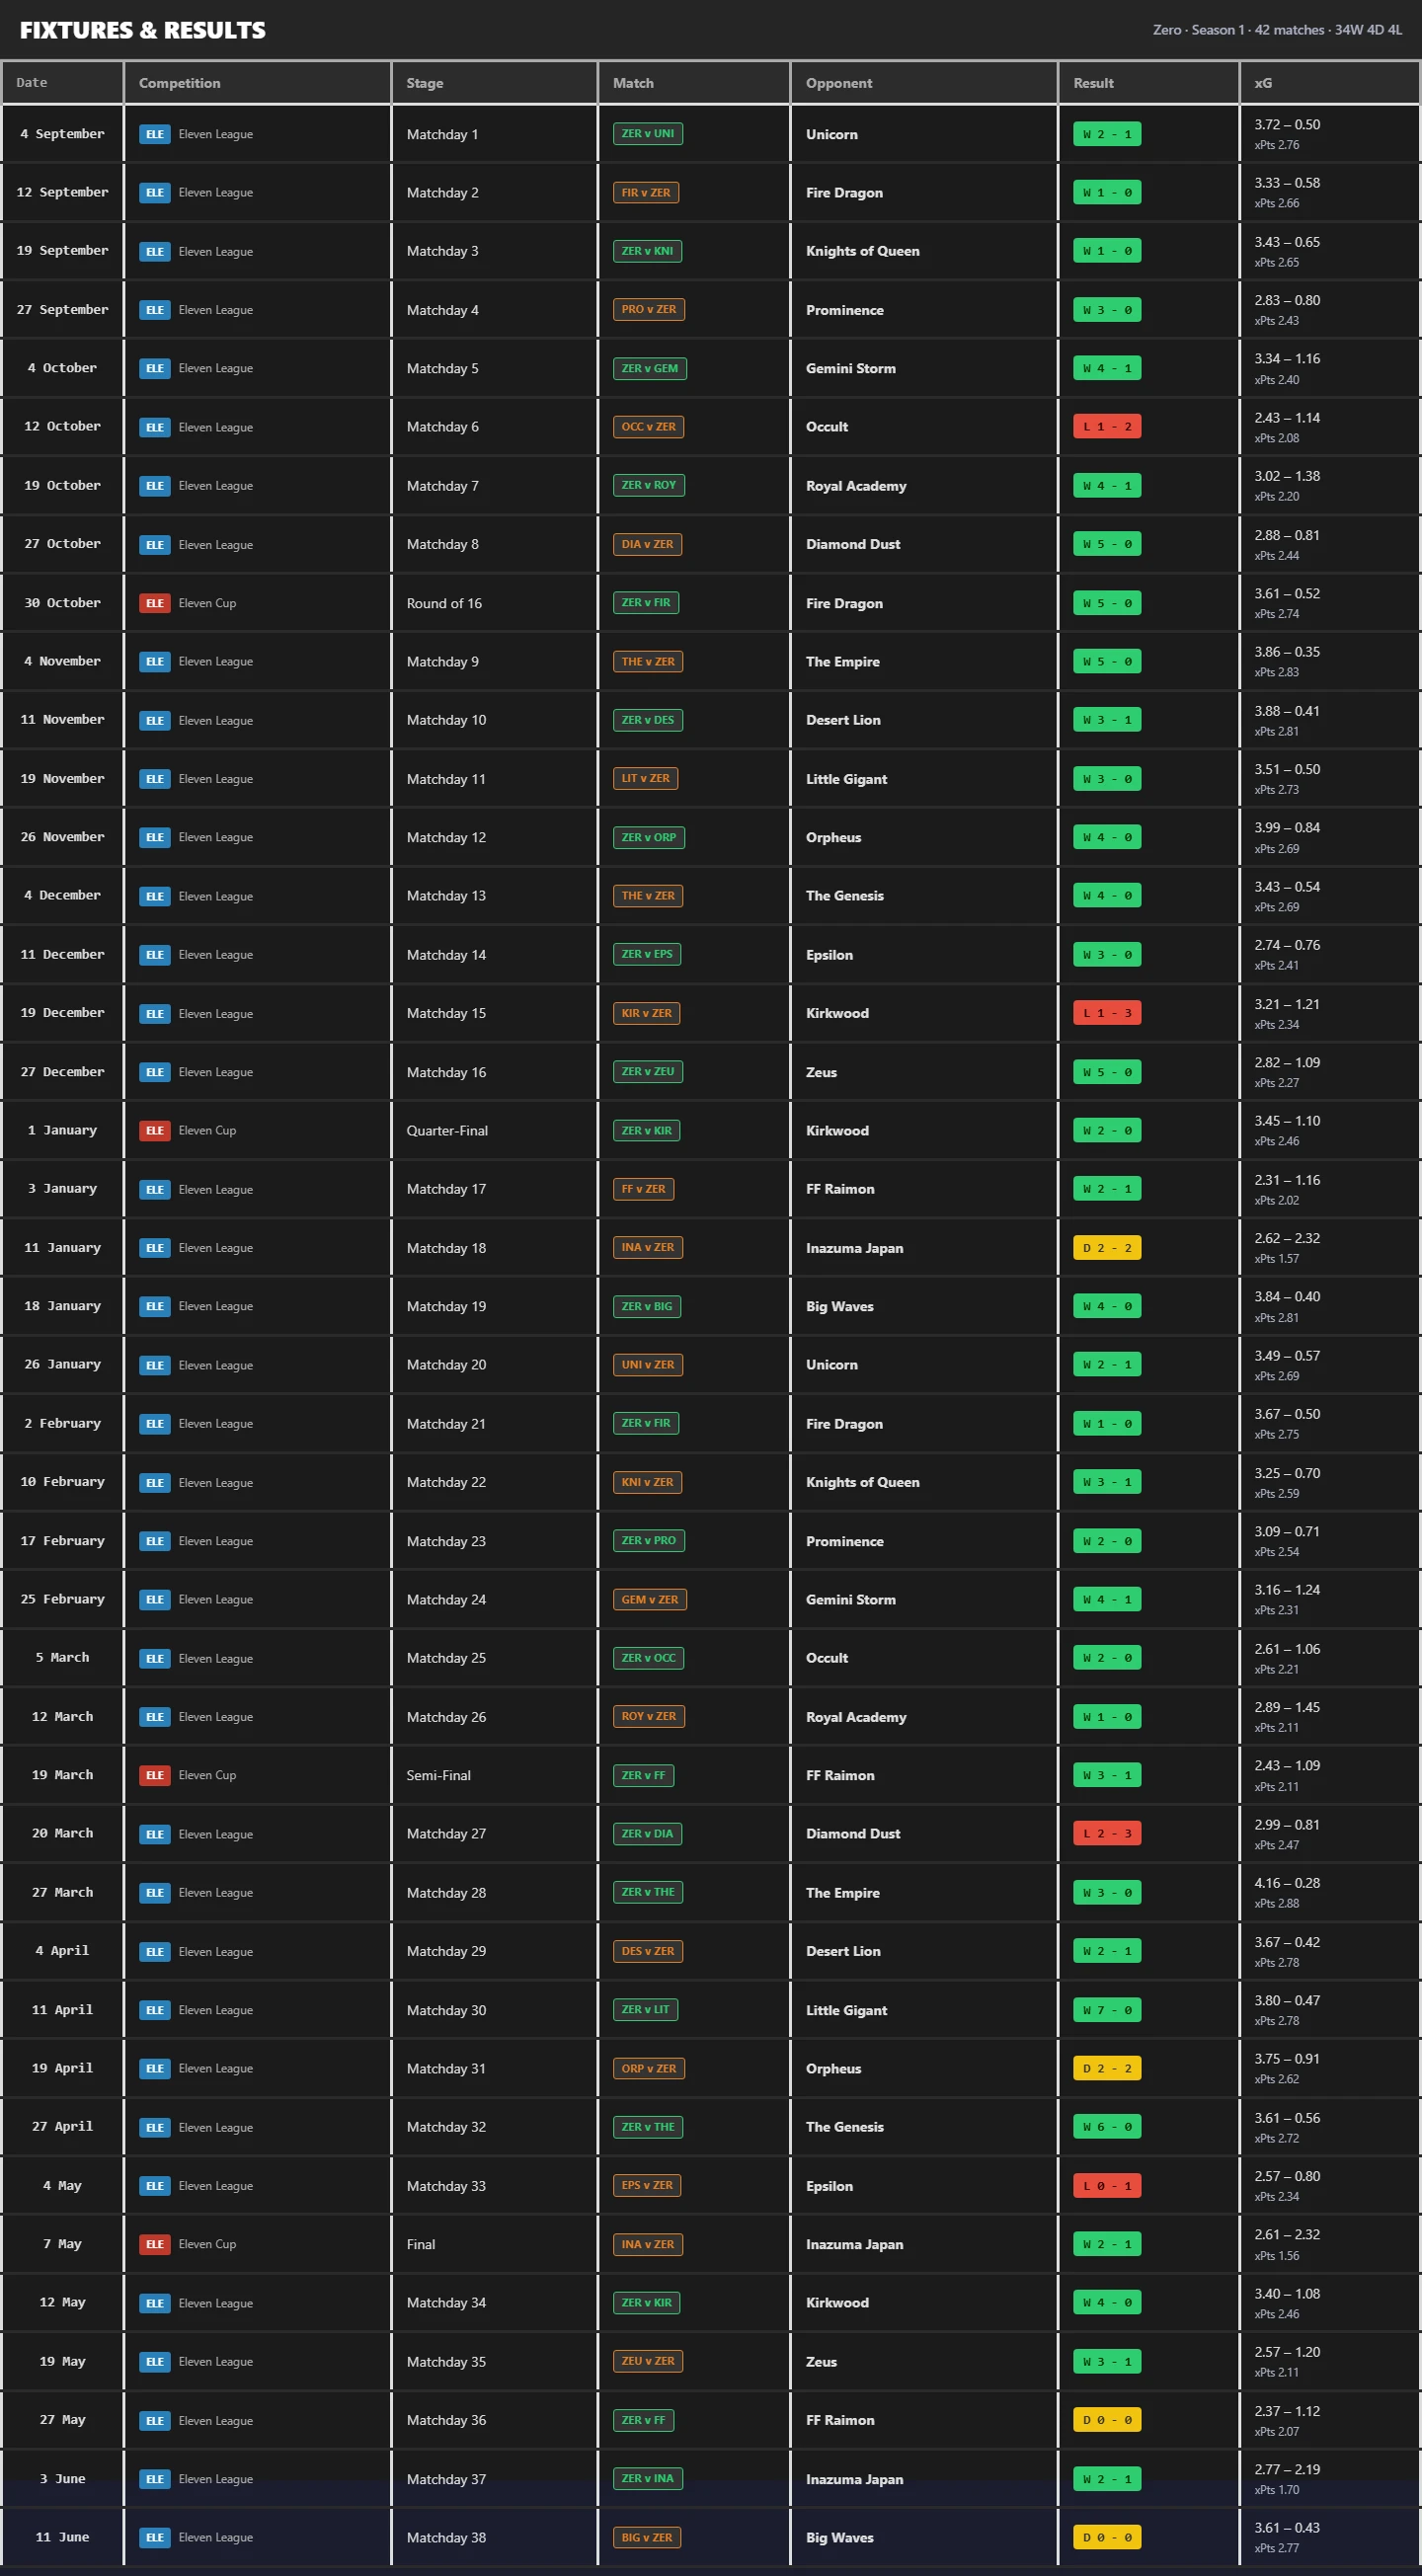 FIXTURES & RESULTS
Zero · Season 1 · 42 matches · 34W 4D 4L
Date Competition Stage Match Opponent Result xG
4 September ELE Eleven League Matchday 1 ZER v UNI Unicorn W 2 - 1 3.72 – 0.50
xPts 2.76
12 September ELE Eleven League Matchday 2 FIR v ZER Fire Dragon W 1 - 0 3.33 – 0.58
xPts 2.66
19 September ELE Eleven League Matchday 3 ZER v KNI Knights of Queen W 1 - 0 3.43 – 0.65
xPts 2.65
27 September ELE Eleven League Matchday 4 PRO v ZER Prominence W 3 - 0 2.83 – 0.80
xPts 2.43
4 October ELE Eleven League Matchday 5 ZER v GEM Gemini Storm W 4 - 1 3.34 – 1.16
xPts 2.40
12 October ELE Eleven League Matchday 6 OCC v ZER Occult L 1 - 2 2.43 – 1.14
xPts 2.08
19 October ELE Eleven League Matchday 7 ZER v ROY Royal Academy W 4 - 1 3.02 – 1.38
xPts 2.20
27 October ELE Eleven League Matchday 8 DIA v ZER Diamond Dust W 5 - 0 2.88 – 0.81
xPts 2.44
30 October ELE Eleven Cup Round of 16 ZER v FIR Fire Dragon W 5 - 0 3.61 – 0.52
xPts 2.74
4 November ELE Eleven League Matchday 9 THE v ZER The Empire W 5 - 0 3.86 – 0.35
xPts 2.83
11 November ELE Eleven League Matchday 10 ZER v DES Desert Lion W 3 - 1 3.88 – 0.41
xPts 2.81
19 November ELE Eleven League Matchday 11 LIT v ZER Little Gigant W 3 - 0 3.51 – 0.50
xPts 2.73
26 November ELE Eleven League Matchday 12 ZER v ORP Orpheus W 4 - 0 3.99 – 0.84
xPts 2.69
4 December ELE Eleven League Matchday 13 THE v ZER The Genesis W 4 - 0 3.43 – 0.54
xPts 2.69
11 December ELE Eleven League Matchday 14 ZER v EPS Epsilon W 3 - 0 2.74 – 0.76
xPts 2.41
19 December ELE Eleven League Matchday 15 KIR v ZER Kirkwood L 1 - 3 3.21 – 1.21
xPts 2.34
27 December ELE Eleven League Matchday 16 ZER v ZEU Zeus W 5 - 0 2.82 – 1.09
xPts 2.27
1 January ELE Eleven Cup Quarter-Final ZER v KIR Kirkwood W 2 - 0 3.45 – 1.10
xPts 2.46
3 January ELE Eleven League Matchday 17 FF v ZER FF Raimon W 2 - 1 2.31 – 1.16
xPts 2.02
11 January ELE Eleven League Matchday 18 INA v ZER Inazuma Japan D 2 - 2 2.62 – 2.32
xPts 1.57
18 January ELE Eleven League Matchday 19 ZER v BIG Big Waves W 4 - 0 3.84 – 0.40
xPts 2.81
26 January ELE Eleven League Matchday 20 UNI v ZER Unicorn W 2 - 1 3.49 – 0.57
xPts 2.69
2 February ELE Eleven League Matchday 21 ZER v FIR Fire Dragon W 1 - 0 3.67 – 0.50
xPts 2.75
10 February ELE Eleven League Matchday 22 KNI v ZER Knights of Queen W 3 - 1 3.25 – 0.70
xPts 2.59
17 February ELE Eleven League Matchday 23 ZER v PRO Prominence W 2 - 0 3.09 – 0.71
xPts 2.54
25 February ELE Eleven League Matchday 24 GEM v ZER Gemini Storm W 4 - 1 3.16 – 1.24
xPts 2.31
5 March ELE Eleven League Matchday 25 ZER v OCC Occult W 2 - 0 2.61 – 1.06
xPts 2.21
12 March ELE Eleven League Matchday 26 ROY v ZER Royal Academy W 1 - 0 2.89 – 1.45
xPts 2.11
19 March ELE Eleven Cup Semi-Final ZER v FF FF Raimon W 3 - 1 2.43 – 1.09
xPts 2.11
20 March ELE Eleven League Matchday 27 ZER v DIA Diamond Dust L 2 - 3 2.99 – 0.81
xPts 2.47
27 March ELE Eleven League Matchday 28 ZER v THE The Empire W 3 - 0 4.16 – 0.28
xPts 2.88
4 April ELE Eleven League Matchday 29 DES v ZER Desert Lion W 2 - 1 3.67 – 0.42
xPts 2.78
11 April ELE Eleven League Matchday 30 ZER v LIT Little Gigant W 7 - 0 3.80 – 0.47
xPts 2.78
19 April ELE Eleven League Matchday 31 ORP v ZER Orpheus D 2 - 2 3.75 – 0.91
xPts 2.62
27 April ELE Eleven League Matchday 32 ZER v THE The Genesis W 6 - 0 3.61 – 0.56
xPts 2.72
4 May ELE Eleven League Matchday 33 EPS v ZER Epsilon L 0 - 1 2.57 – 0.80
xPts 2.34
7 May ELE Eleven Cup Final INA v ZER Inazuma Japan W 2 - 1 2.61 – 2.32
xPts 1.56
12 May ELE Eleven League Matchday 34 ZER v KIR Kirkwood W 4 - 0 3.40 – 1.08
xPts 2.46
19 May ELE Eleven League Matchday 35 ZEU v ZER Zeus W 3 - 1 2.57 – 1.20
xPts 2.11
27 May ELE Eleven League Matchday 36 ZER v FF FF Raimon D 0 - 0 2.37 – 1.12
xPts 2.07
3 June ELE Eleven League Matchday 37 ZER v INA Inazuma Japan W 2 - 1 2.77 – 2.19
xPts 1.70
11 June ELE Eleven League Matchday 38 BIG v ZER Big Waves D 0 - 0 3.61 – 0.43
xPts 2.77